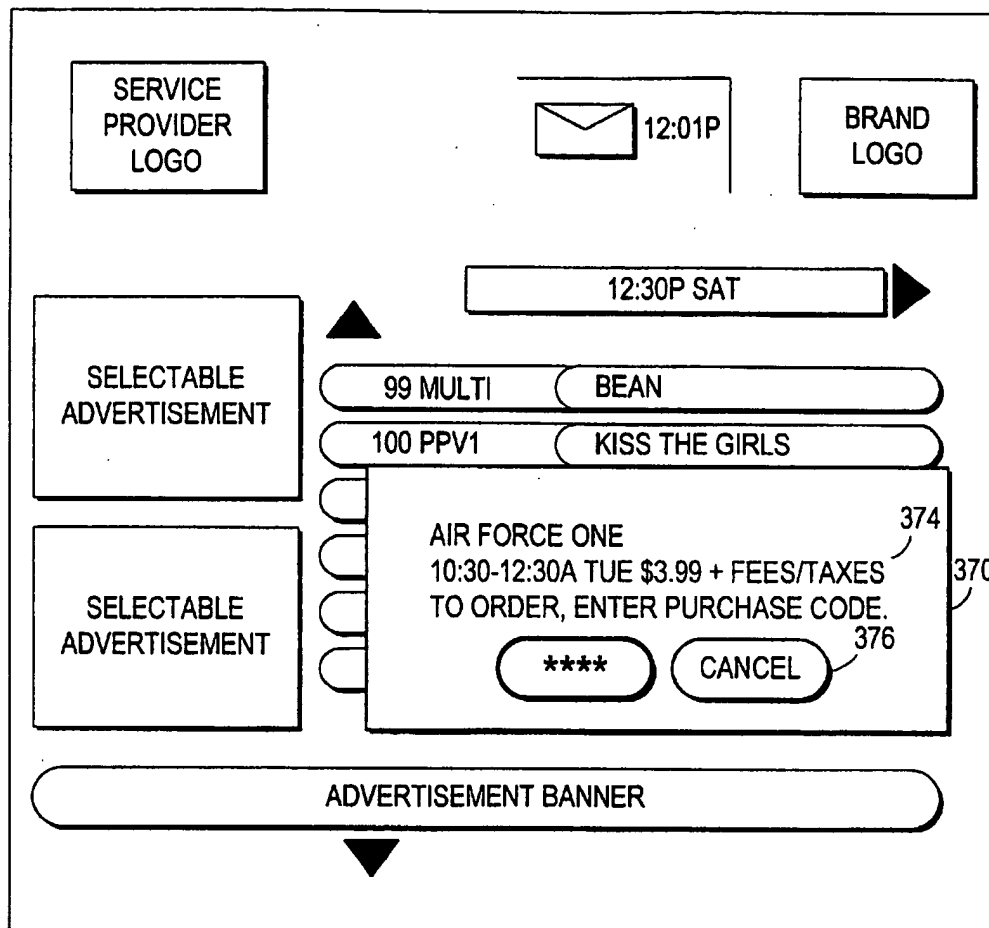 SERVICE
PROVIDER
LOGO
12:01P
BRAND
LOGO
12:30P SAT
SELECTABLE
ADVERTISEMENT
99 MULTI BEAN
100 PPV1 KISS THE GIRLS
SELECTABLE
ADVERTISEMENT
AIR FORCE ONE
374
10:30-12:30A TUE $3.99 + FEES/TAXES
370
TO ORDER, ENTER PURCHASE CODE.
376
**** CANCEL
ADVERTISEMENT BANNER